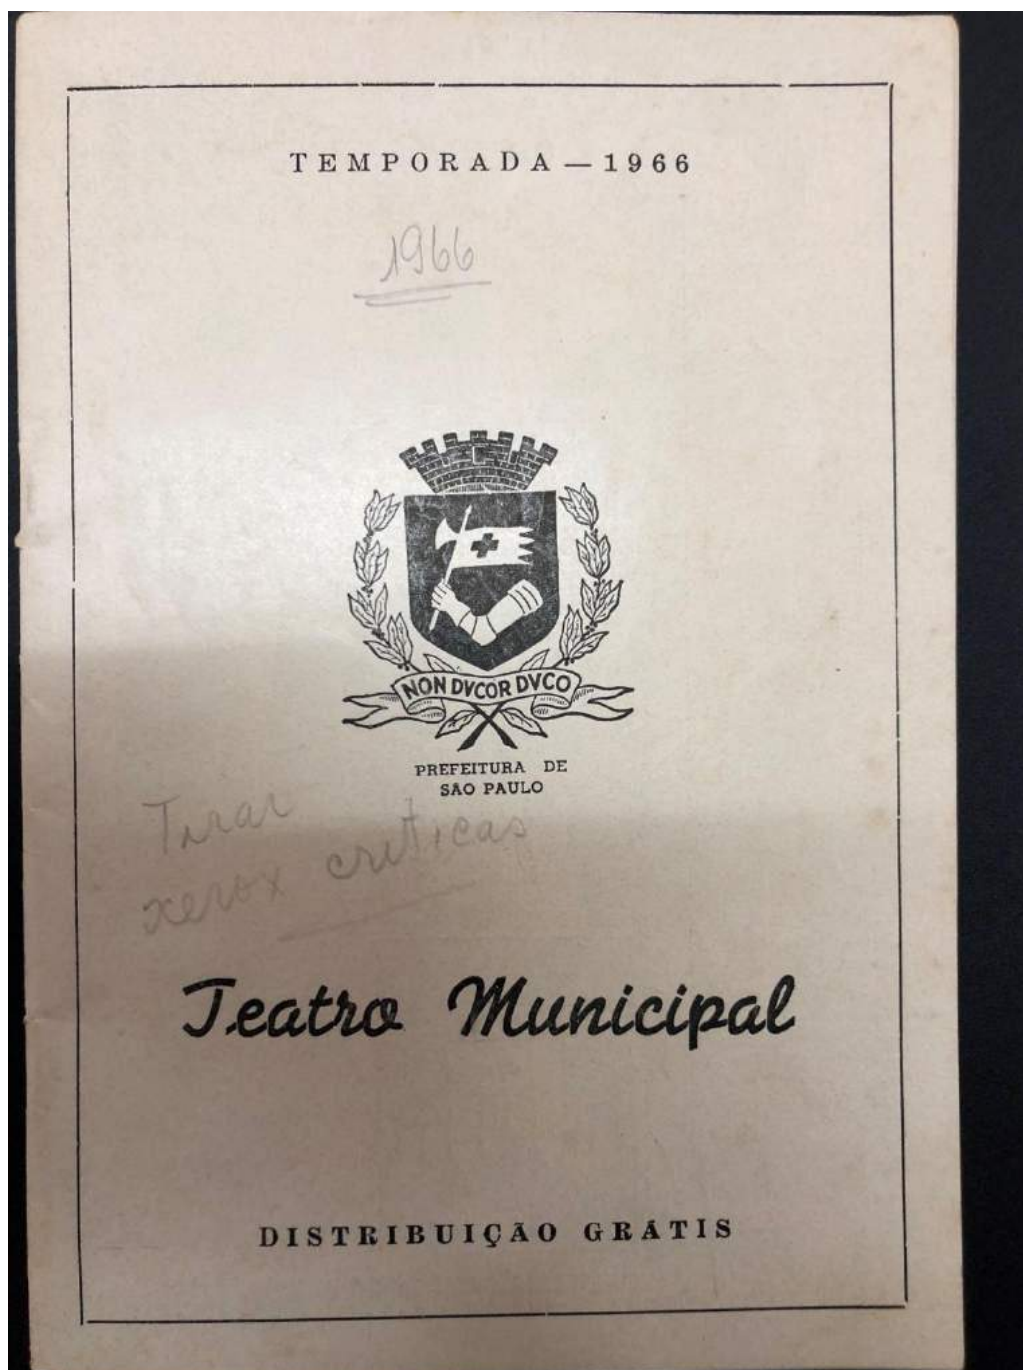 TEMPORADA — 1966
1966
NON DVCOR DVCO
PREFEITURA DE
SAO PAULO
Tirar
xerox criticas
Teatro Municipal
DISTRIBUIÇÃO GRÁTIS